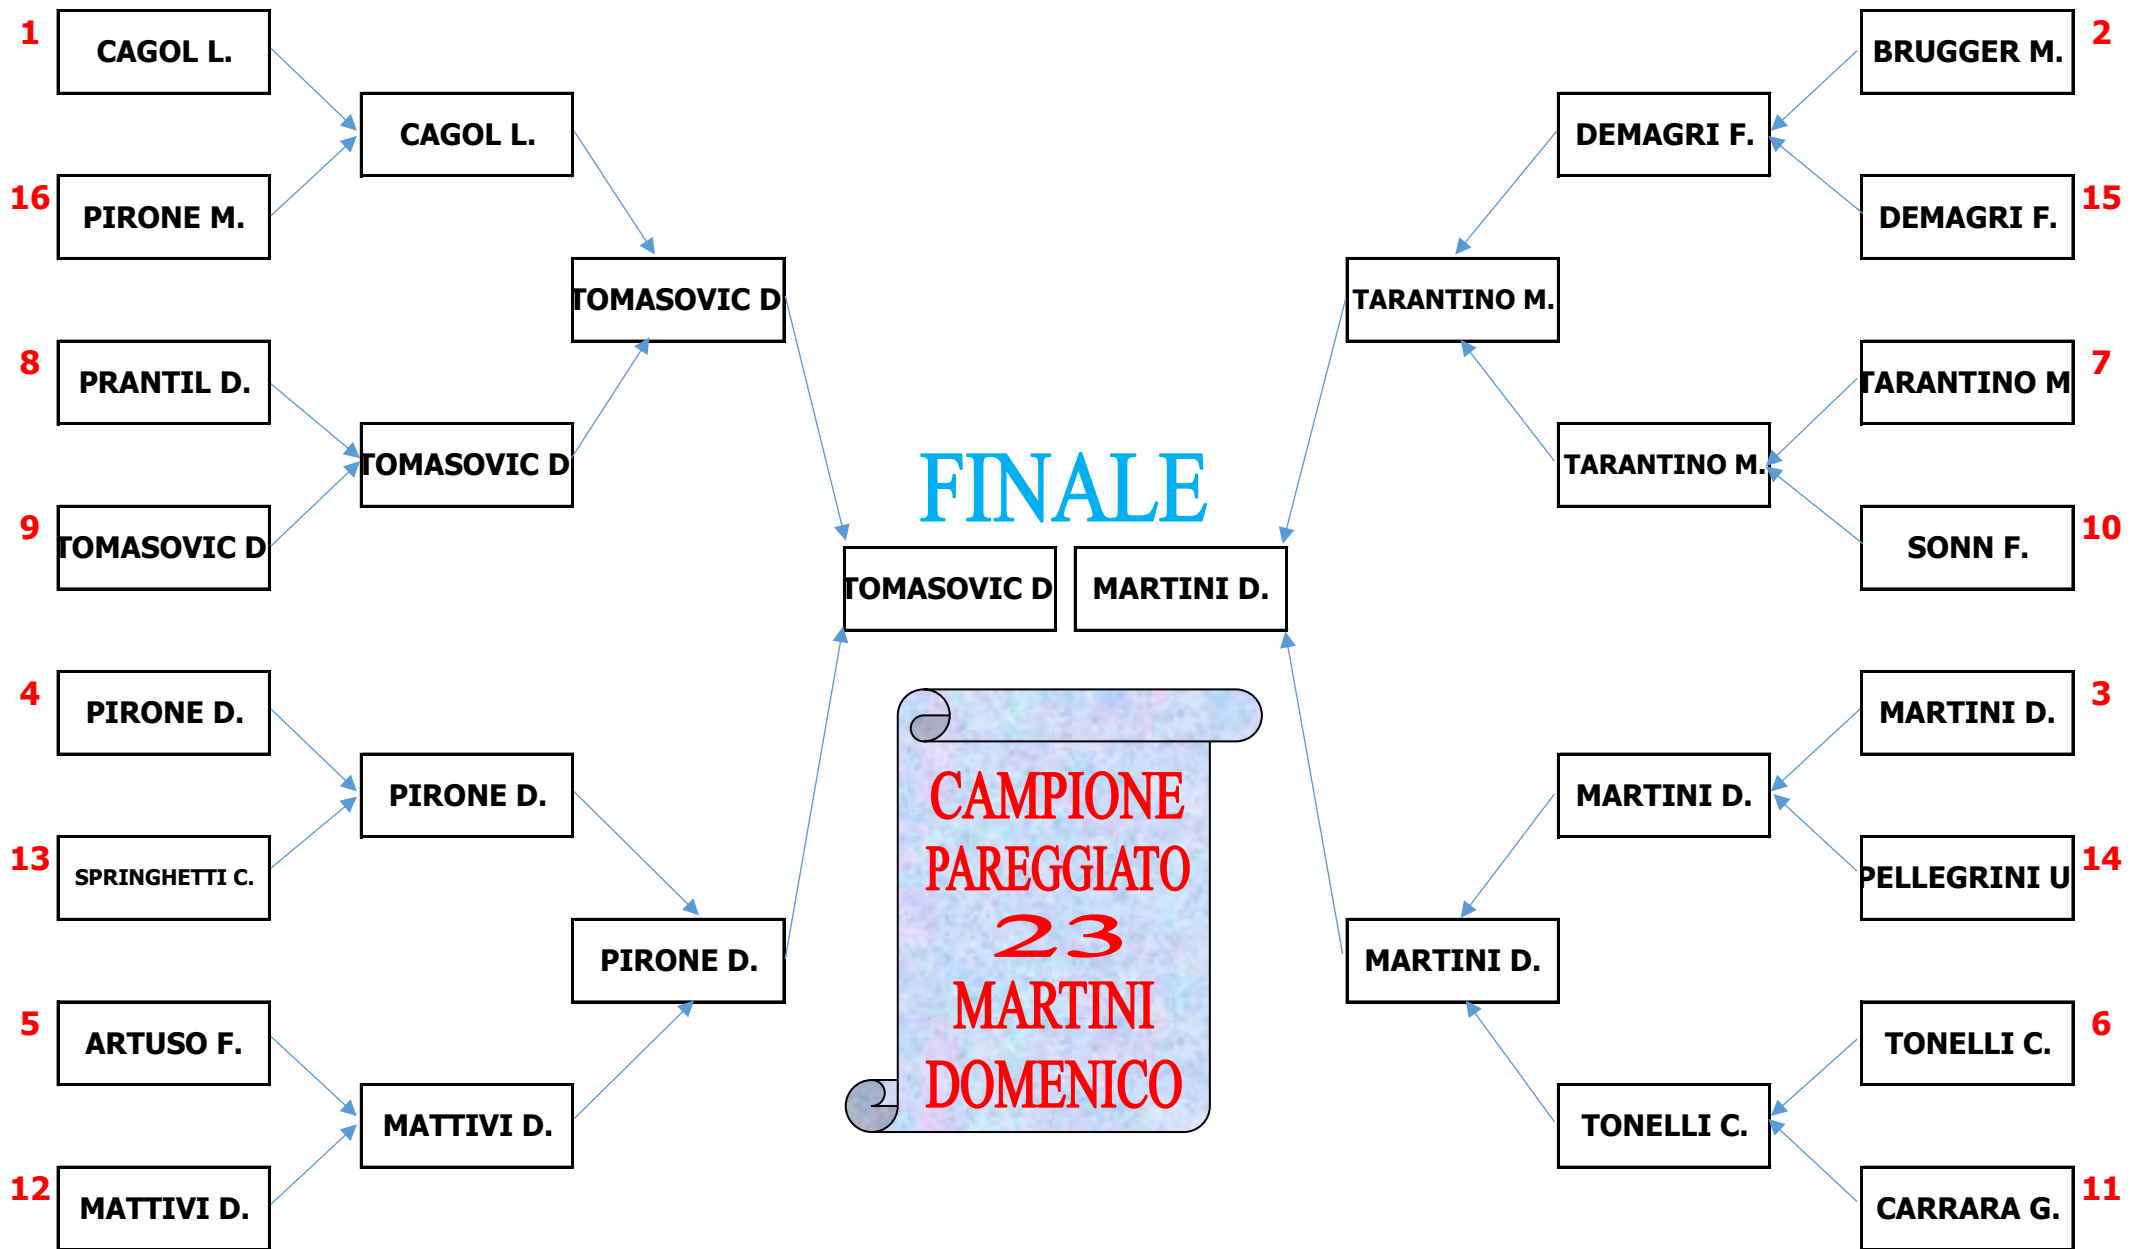 1
CAGOL L.
16
PIRONE M.
8
PRANTIL D.
9
TOMASOVIC D
4
PIRONE D.
13
SPRINGHETTI C.
5
ARTUSO F.
12
MATTIVI D.
CAGOL L.
TOMASOVIC D
PIRONE D.
MATTIVI D.
TOMASOVIC D
PIRONE D.
FINALE
TOMASOVIC D
MARTINI D.
CAMPIONE
PAREGGIATO
23
MARTINI
DOMENICO
TARANTINO M.
MARTINI D.
DEMAGRI F.
TARANTINO M.
MARTINI D.
TONELLI C.
BRUGGER M.
2
DEMAGRI F.
15
TARANTINO M
7
SONN F.
10
MARTINI D.
3
PELLEGRINI U
14
TONELLI C.
6
CARRARA G.
11